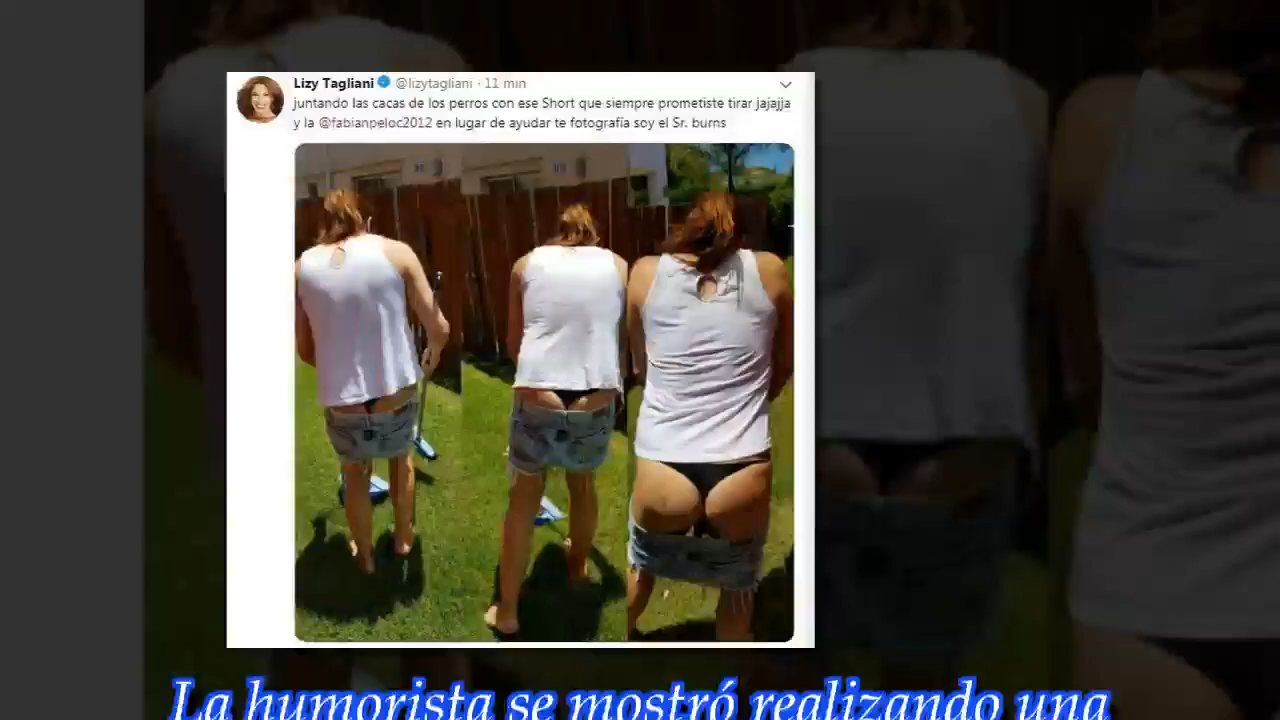 Lizy Tagliani @lizytagliani · 11 min
juntando las cacas de los perros con ese Short que siempre prometiste tirar jajajja
y la @fabianpeloc2012 en lugar de ayudar te fotografía soy el Sr. burns
La humorista se mostró realizando una